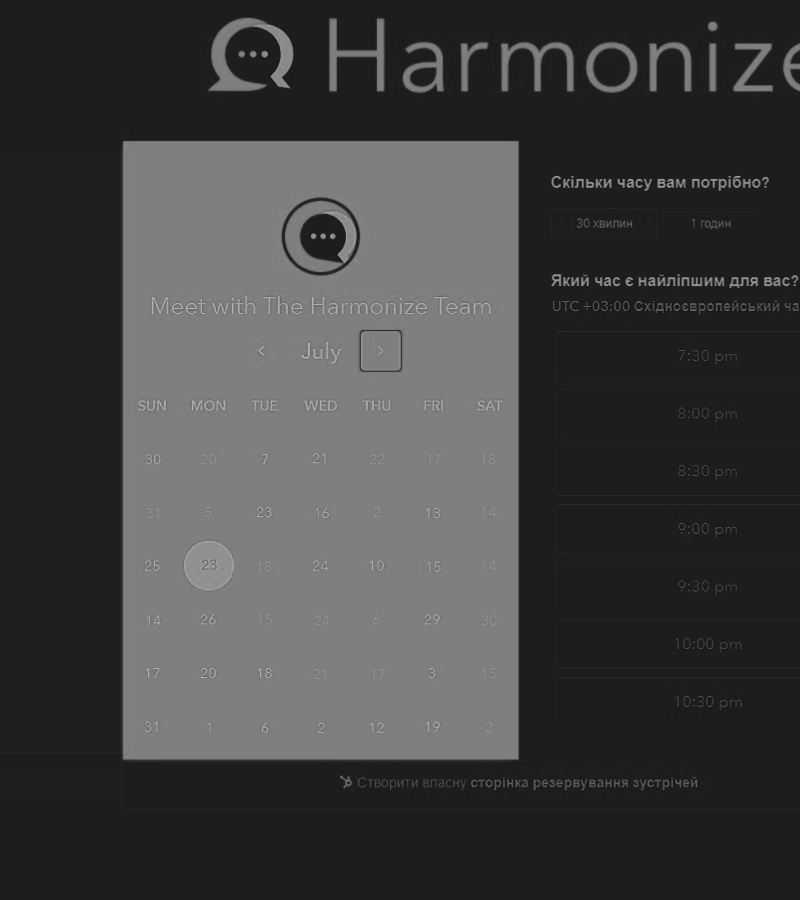 Harmonize
Meet with The Harmonize Team
July
SUN MON TUE WED THU FRI SAT
30 20 7 21 22 17 18
31 5 23 16 2 13 14
25 23 18 24 10 15 14
14 26 15 24 6 29 30
17 20 18 21 17 3 15
31 1 6 2 12 19 2
Скільки часу вам потрібно?
30 хвилин 1 годин
Який час є найліпшим для вас?
UTC +03:00 Східноєвропейський ча
7:30 pm
8:00 pm
8:30 pm
9:00 pm
9:30 pm
10:00 pm
10:30 pm
Створити власну сторінка резервування зустрічей